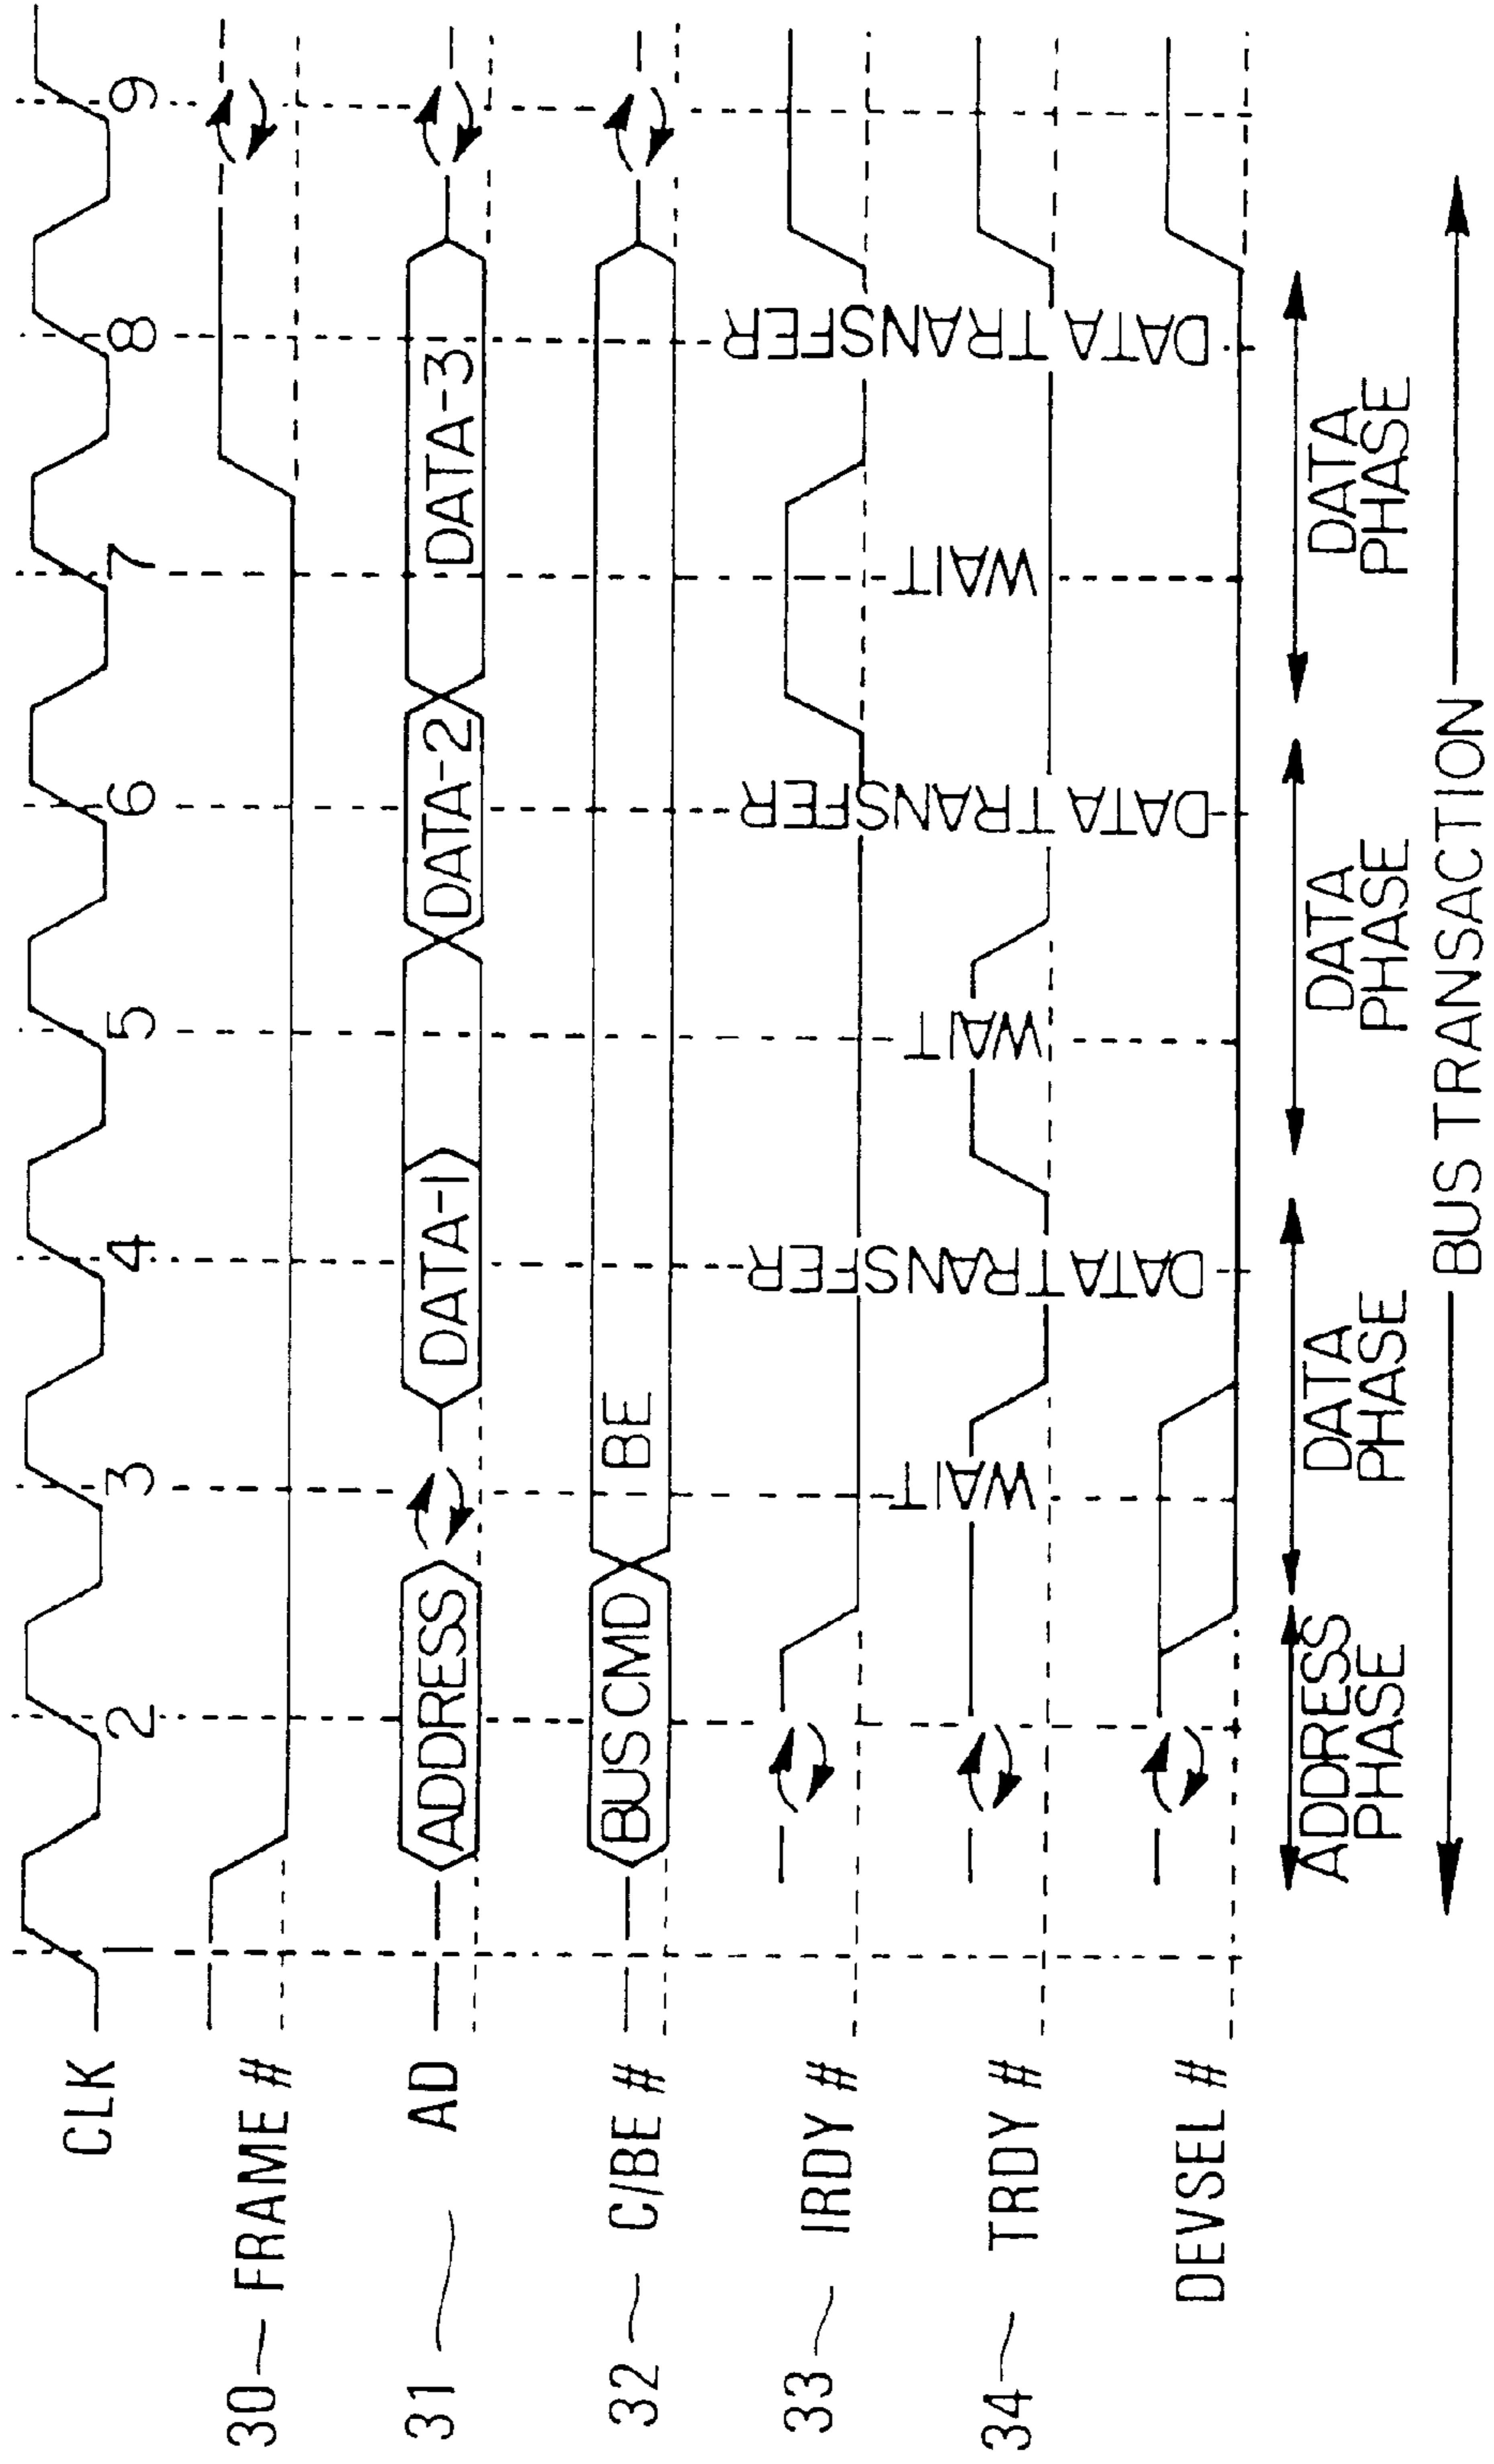 CLK
1 2 3 4 5 6 7 8 9
30 FRAME #
31 AD
ADDRESS DATA-1 DATA-2 DATA-3
32 C/BE #
BUS CMD BE
33 IRDY #
34 TRDY #
WAIT DATA TRANSFER WAIT DATA TRANSFER WAIT DATA TRANSFER
DEVSEL #
ADDRESS PHASE
DATA PHASE
DATA PHASE
DATA PHASE
BUS TRANSACTION